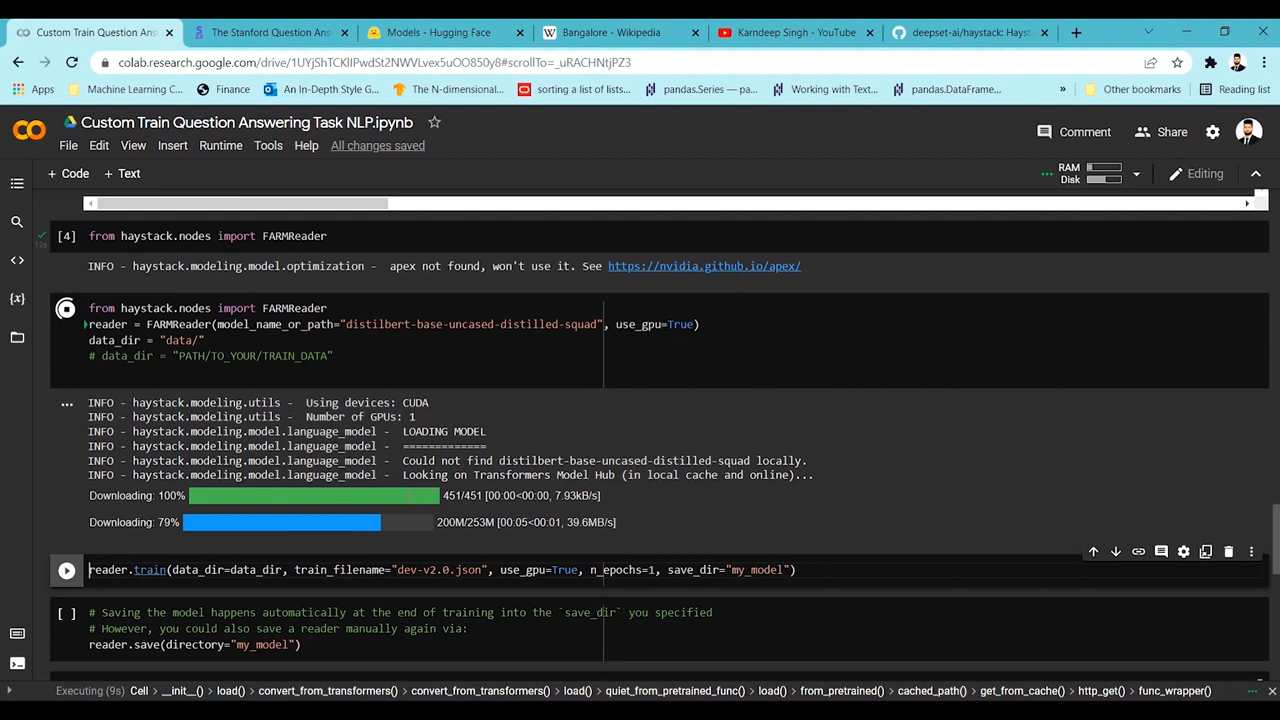 Custom Train Question Ans
The Stanford Question Answ
Models - Hugging Face
Bangalore - Wikipedia
Karndeep Singh - YouTube
deepset-ai/haystack: Hayst
colab.research.google.com/drive/1UYjShTCKlIPwdSt2NWVLvex5uOO850y8#scrollTo=_uRACHNtjPZ3
Apps
Machine Learning C...
Finance
An In-Depth Style G...
The N-dimensional...
sorting a list of lists...
pandas.Series — pa...
Working with Text...
pandas.DataFrame...
»
Other bookmarks
Reading list
CO
Custom Train Question Answering Task NLP.ipynb
Comment
Share
File Edit View Insert Runtime Tools Help All changes saved
+ Code + Text
RAM
Disk
Editing
[4] from haystack.nodes import FARMReader
12s
INFO - haystack.modeling.model.optimization - apex not found, won't use it. See https://nvidia.github.io/apex/
from haystack.nodes import FARMReader
reader = FARMReader(model_name_or_path="distilbert-base-uncased-distilled-squad", use_gpu=True)
data_dir = "data/"
# data_dir = "PATH/TO_YOUR/TRAIN_DATA"
INFO - haystack.modeling.utils - Using devices: CUDA
INFO - haystack.modeling.utils - Number of GPUs: 1
INFO - haystack.modeling.model.language_model - LOADING MODEL
INFO - haystack.modeling.model.language_model - =============
INFO - haystack.modeling.model.language_model - Could not find distilbert-base-uncased-distilled-squad locally.
INFO - haystack.modeling.model.language_model - Looking on Transformers Model Hub (in local cache and online)...
Downloading: 100% 451/451 [00:00<00:00, 7.93kB/s]
Downloading: 79% 200M/253M [00:05<00:01, 39.6MB/s]
reader.train(data_dir=data_dir, train_filename="dev-v2.0.json", use_gpu=True, n_epochs=1, save_dir="my_model")
[ ] # Saving the model happens automatically at the end of training into the `save_dir` you specified
# However, you could also save a reader manually again via:
reader.save(directory="my_model")
Executing (9s) Cell > __init__() > load() > convert_from_transformers() > convert_from_transformers() > load() > quiet_from_pretrained_func() > load() > from_pretrained() > cached_path() > get_from_cache() > http_get() > func_wrapper()